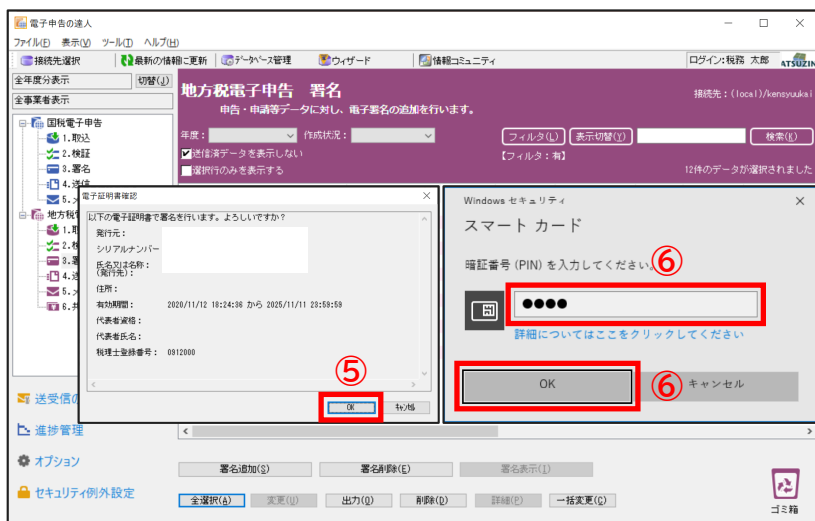 電子申告の達人
ファイル(F) 表示(V) ツール(T) ヘルプ(H)
接続先選択 最新の情報に更新 データベース管理 ウィザード 情報コミュニティ ログイン:税務 太郎 ATSUZIN
全年度分表示 切替(J)
全事業者表示
国税電子申告
1.取込
2.検証
3.署名
4.送信
5.メ
地方税
1.取
2.検
3.署
4.送
5.メ
6.共
地方税電子申告 署名
申告・申請等データに対し、電子署名の追加を行います。
接続先:(local)/kensyuukai
年度: 作成状況: フィルタ(L) 表示切替(Y) 検索(K)
送信済データを表示しない 【フィルタ:有】
選択行のみを表示する 12件のデータが選択されました
電子証明書確認
以下の電子証明書で署名を行います。よろしいですか?
発行元:
シリアルナンバー
氏名又は名称:
(発行先):
住所:
有効期間: 2020/11/12 18:24:36 から 2025/11/11 23:59:59
代表者資格:
代表者氏名:
税理士登録番号: 0912000
⑤
OK ｷｬﾝｾﾙ
Windows セキュリティ
スマート カード
暗証番号 (PIN) を入力してください。
⑥
●●●●
詳細についてはここをクリックしてください
OK ⑥ キャンセル
送受信の
進捗管理
オプション
セキュリティ例外設定
署名追加(S) 署名削除(E) 署名表示(I)
全選択(A) 変更(U) 出力(O) 削除(D) 詳細(P) 一括変更(C)
ゴミ箱